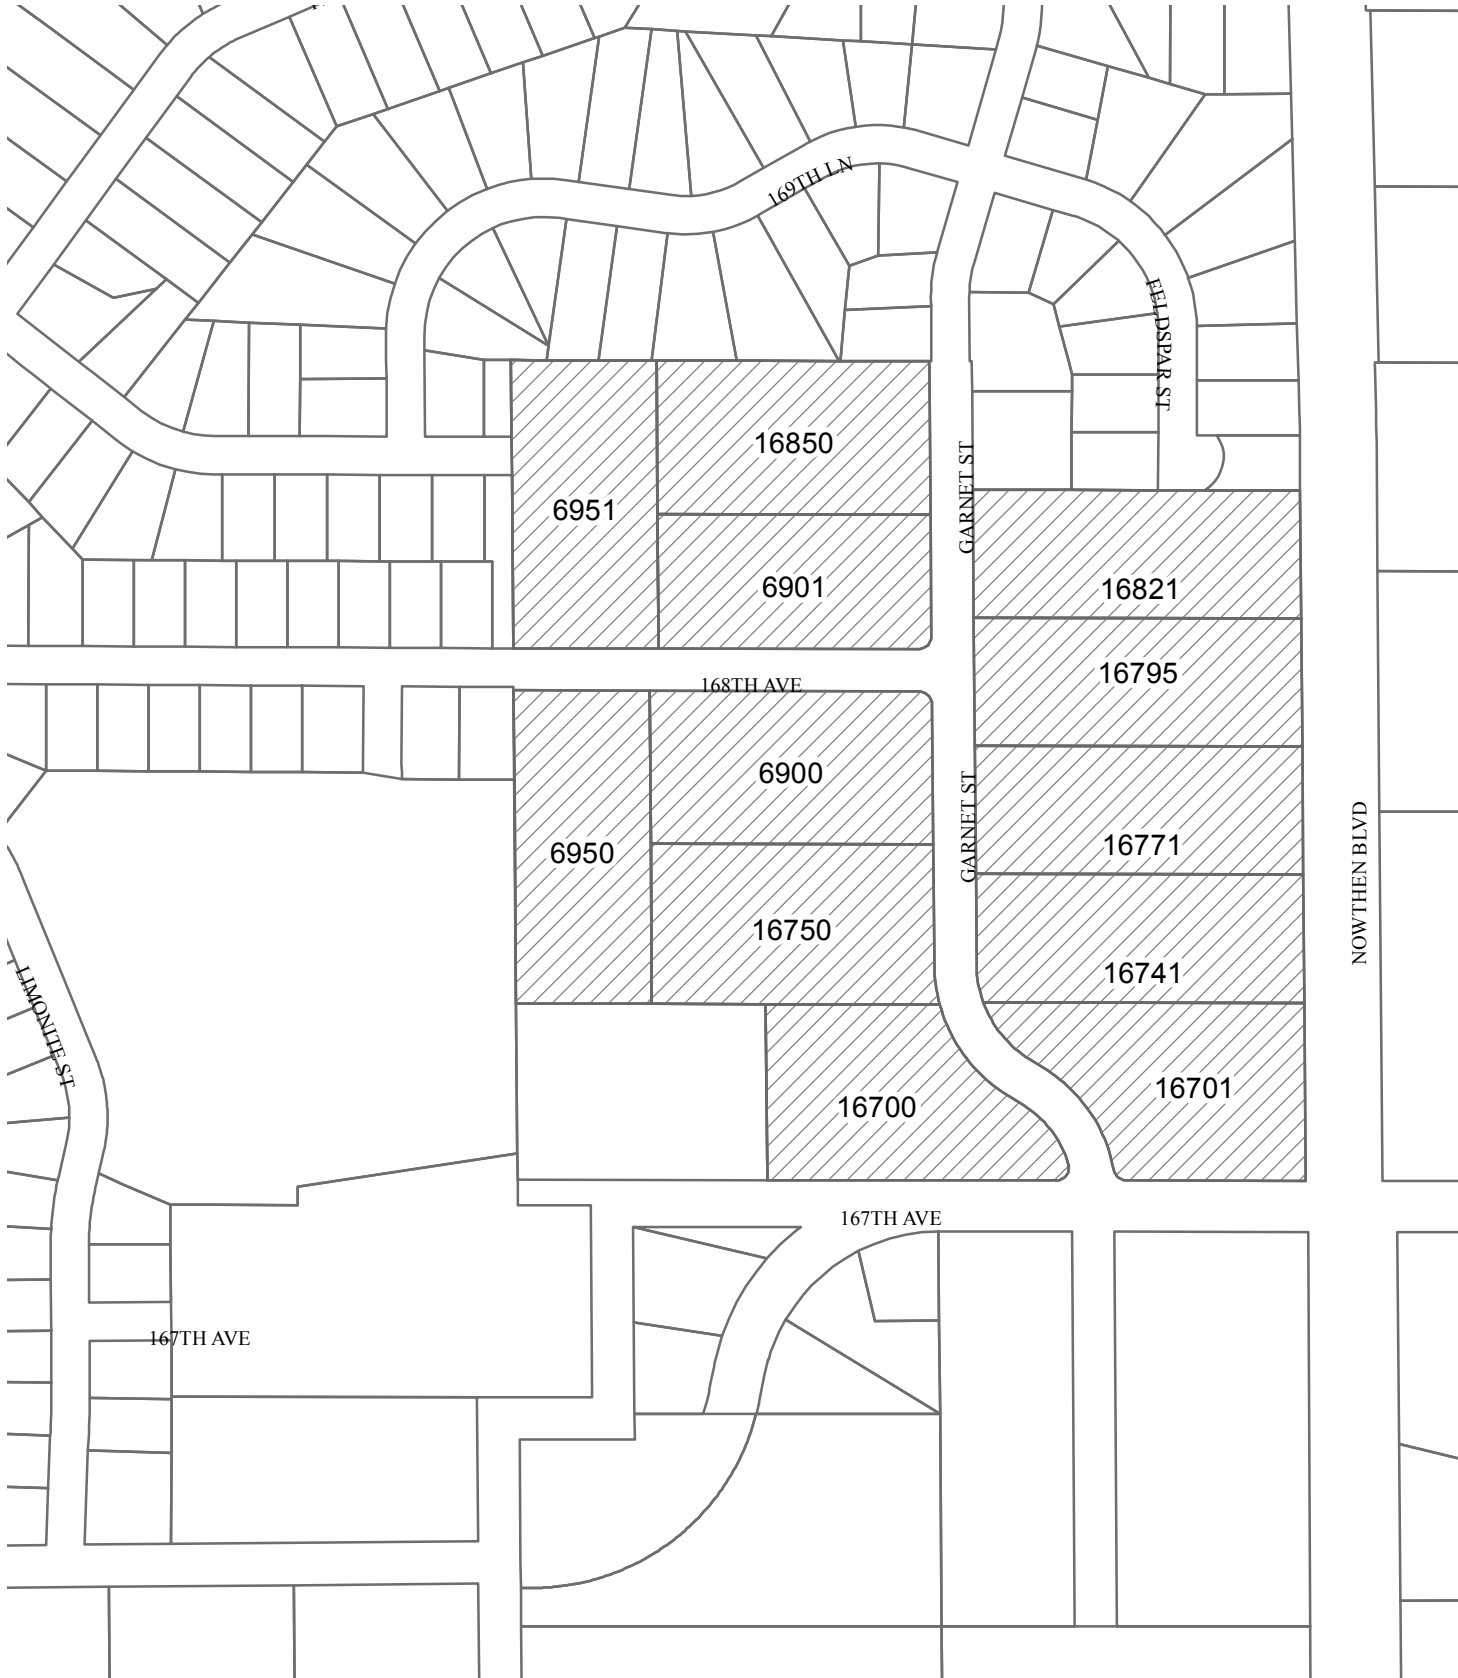 169TH LN
FELDSPAR ST
16850
GARNET ST
6951
6901
16821
16795
168TH AVE
6900
GARNET ST
16771
6950
NOWTHEN BLVD
16750
16741
LIMONITE ST
16701
16700
167TH AVE
167TH AVE